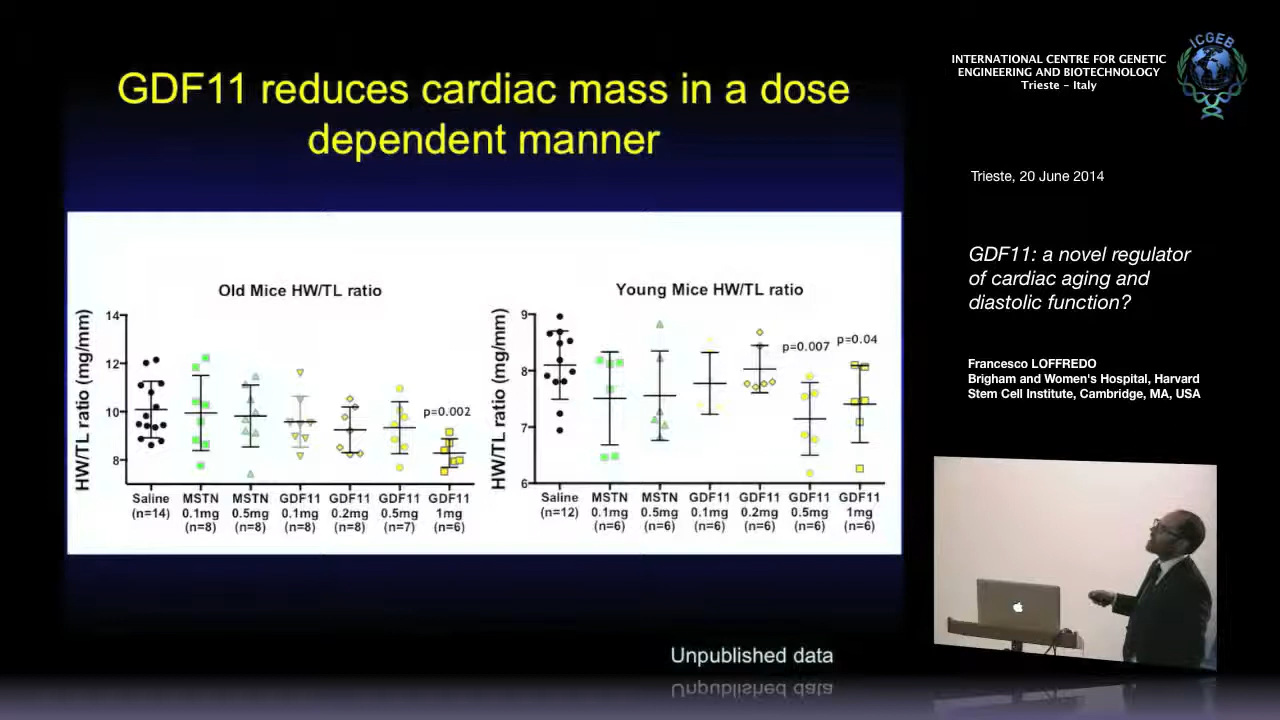 GDF11 reduces cardiac mass in a dose
dependent manner
Old Mice HW/TL ratio
HW/TL ratio (mg/mm)
14
12
10
8
p=0.002
Saline MSTN MSTN GDF11 GDF11 GDF11 GDF11
0.1mg 0.5mg 0.1mg 0.2mg 0.5mg 1mg
(n=14) (n=8) (n=8) (n=8) (n=8) (n=7) (n=6)
Young Mice HW/TL ratio
HW/TL ratio (mg/mm)
9
8
7
6
p=0.007
p=0.04
Saline MSTN MSTN GDF11 GDF11 GDF11 GDF11
0.1mg 0.5mg 0.1mg 0.2mg 0.5mg 1mg
(n=12) (n=6) (n=6) (n=6) (n=6) (n=6) (n=6)
Unpublished data
INTERNATIONAL CENTRE FOR GENETIC
ENGINEERING AND BIOTECHNOLOGY
Trieste - Italy
ICGEB
Trieste, 20 June 2014
GDF11: a novel regulator
of cardiac aging and
diastolic function?
Francesco LOFFREDO
Brigham and Women's Hospital, Harvard
Stem Cell Institute, Cambridge, MA, USA